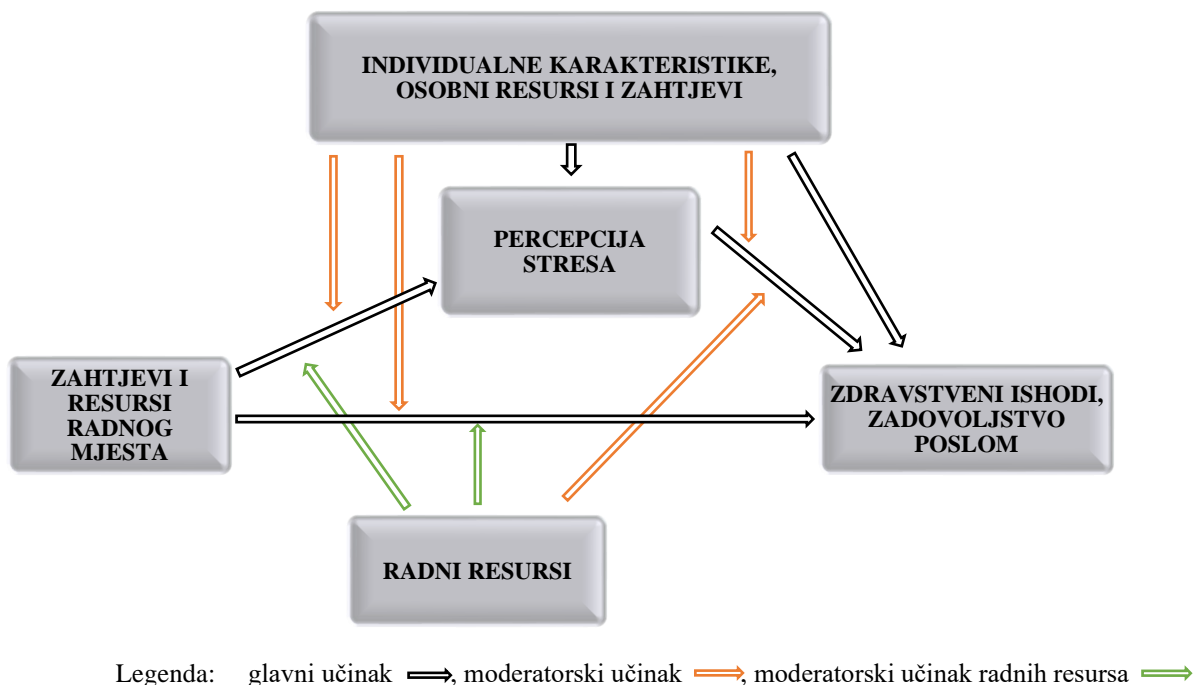 INDIVIDUALNE KARAKTERISTIKE,
OSOBNI RESURSI I ZAHTJEVI
PERCEPCIJA
STRESA
ZAHTJEVI I
RESURSI
RADNOG
MJESTA
ZDRAVSTVENI ISHODI,
ZADOVOLJSTVO
POSLOM
RADNI RESURSI
Legenda: glavni učinak , moderatorski učinak , moderatorski učinak radnih resursa